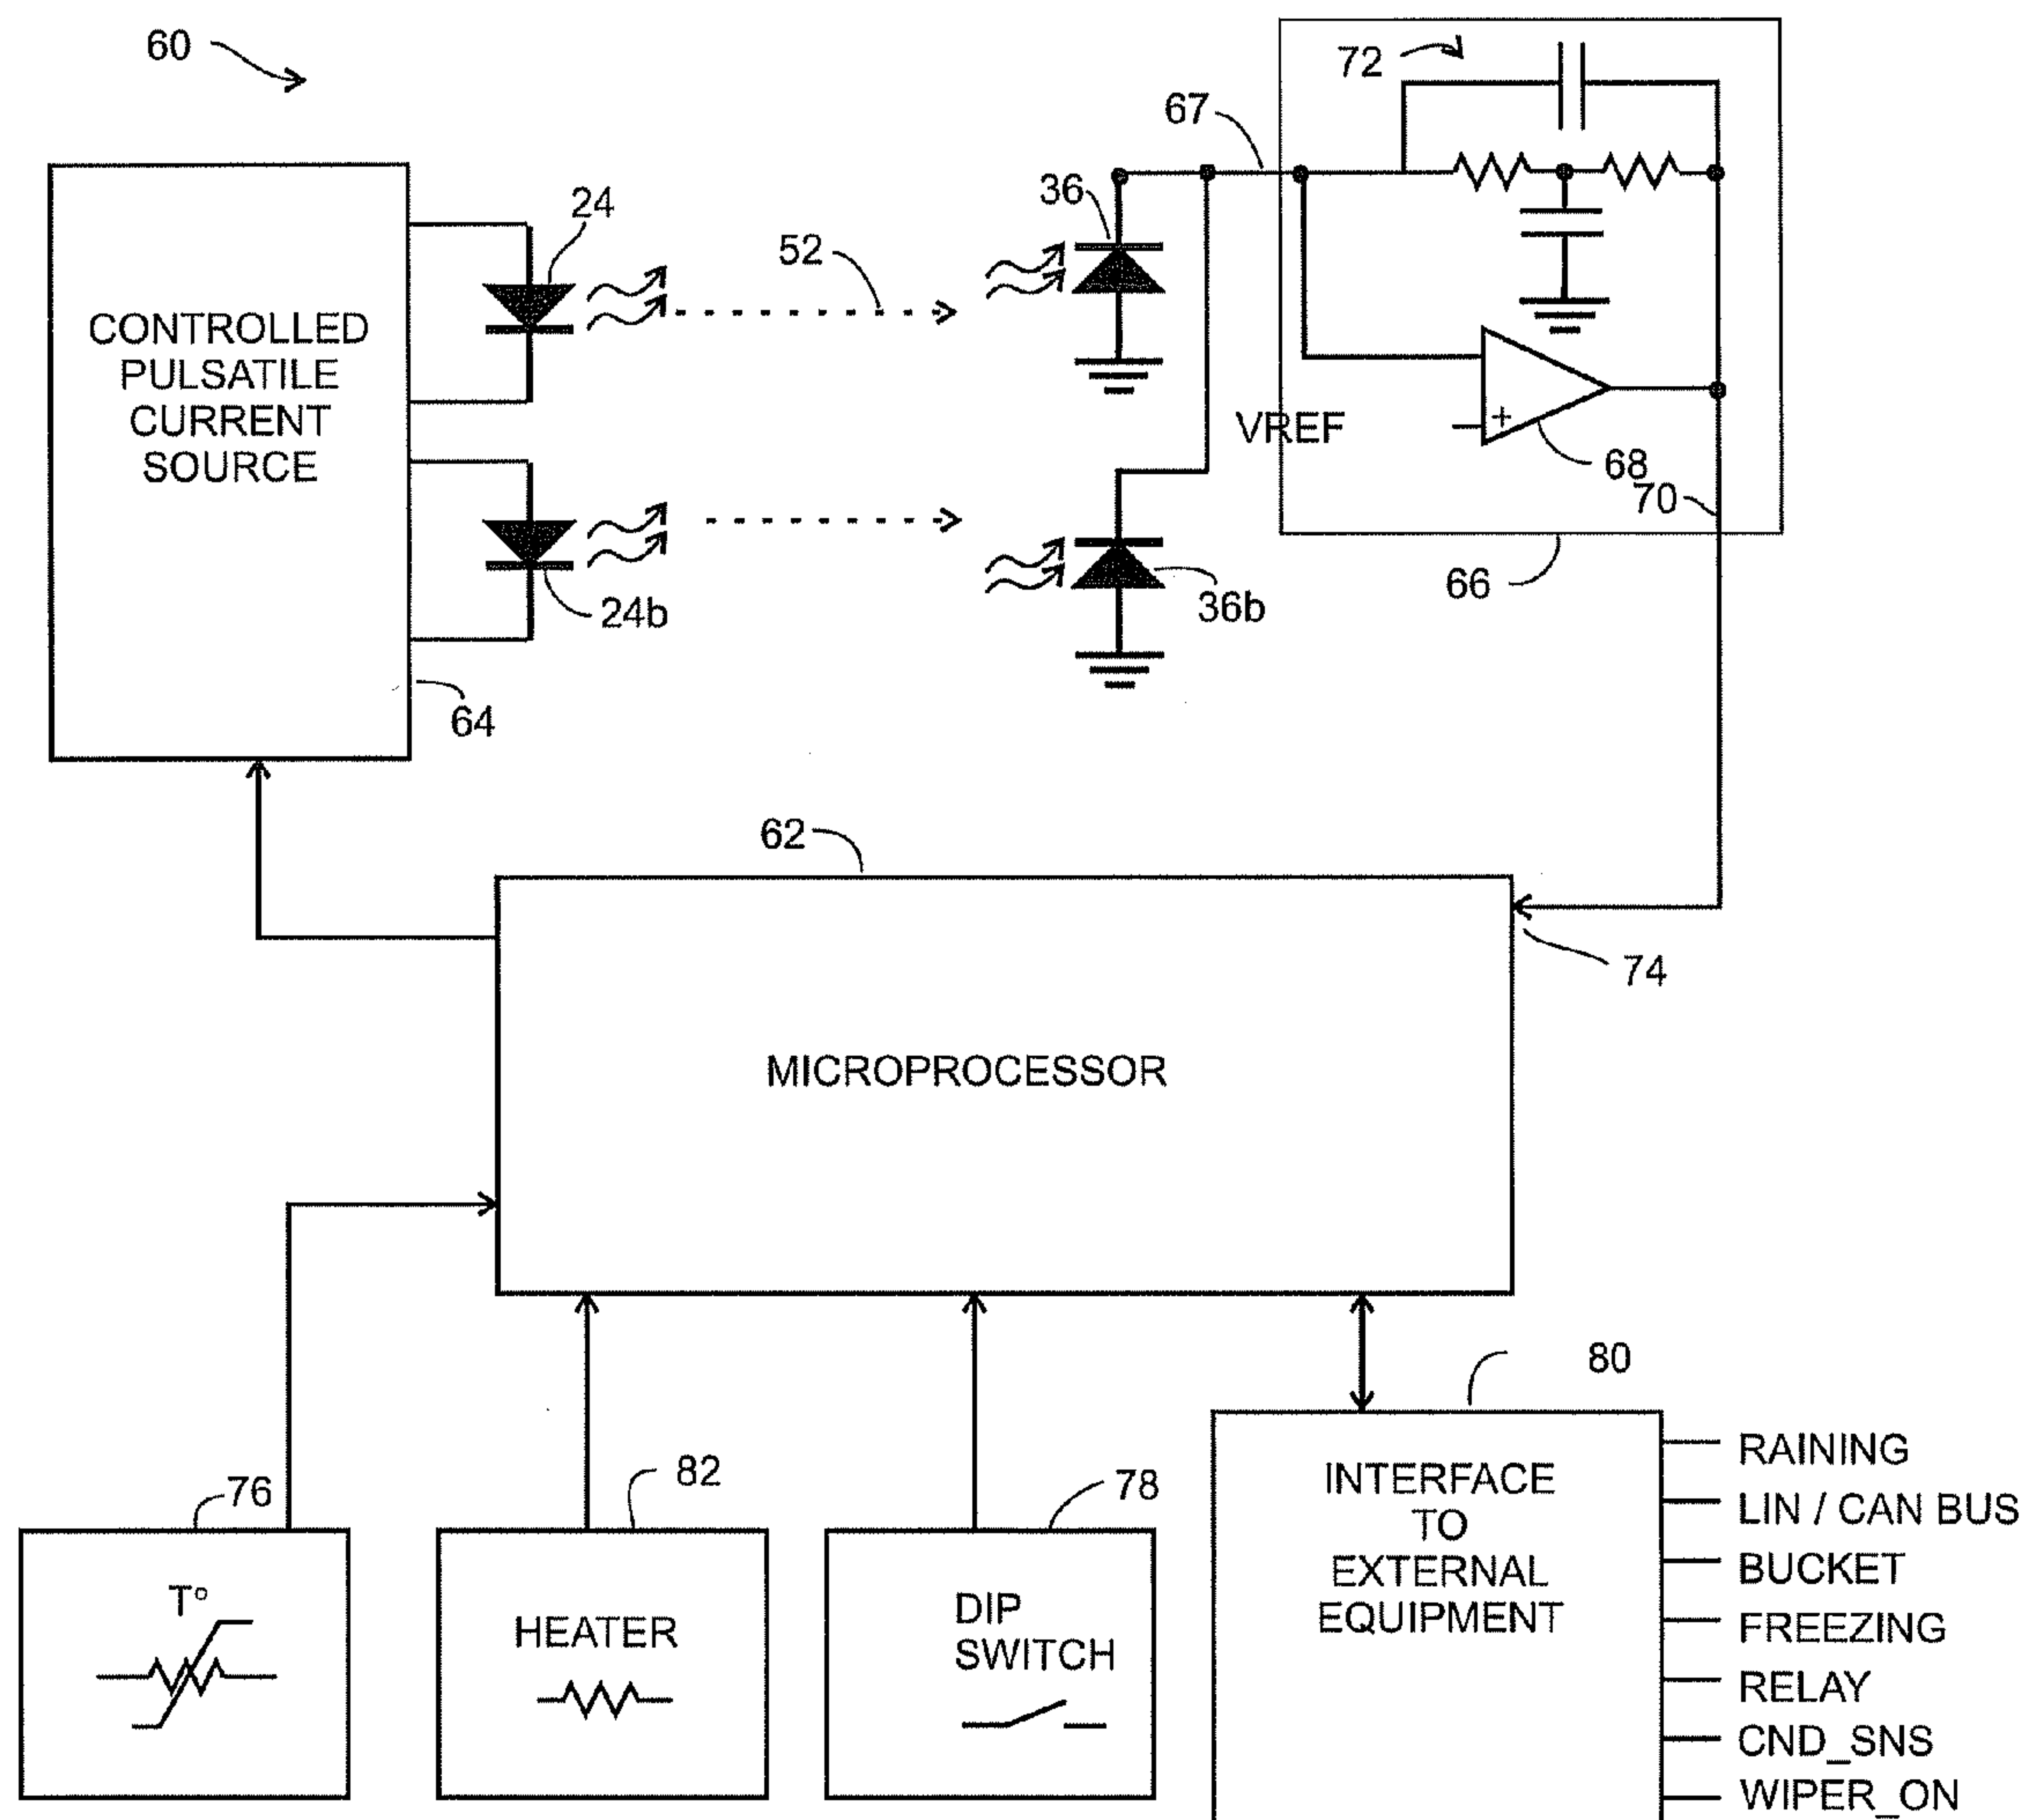 60
72
67
24
36
52
CONTROLLED
PULSATILE
CURRENT
SOURCE
VREF
+
68
70
66
24b
36b
64
62
74
MICROPROCESSOR
80
76
82
78
T°
HEATER
DIP
SWITCH
INTERFACE
TO
EXTERNAL
EQUIPMENT
RAINING
LIN / CAN BUS
BUCKET
FREEZING
RELAY
CND_SNS
WIPER_ON